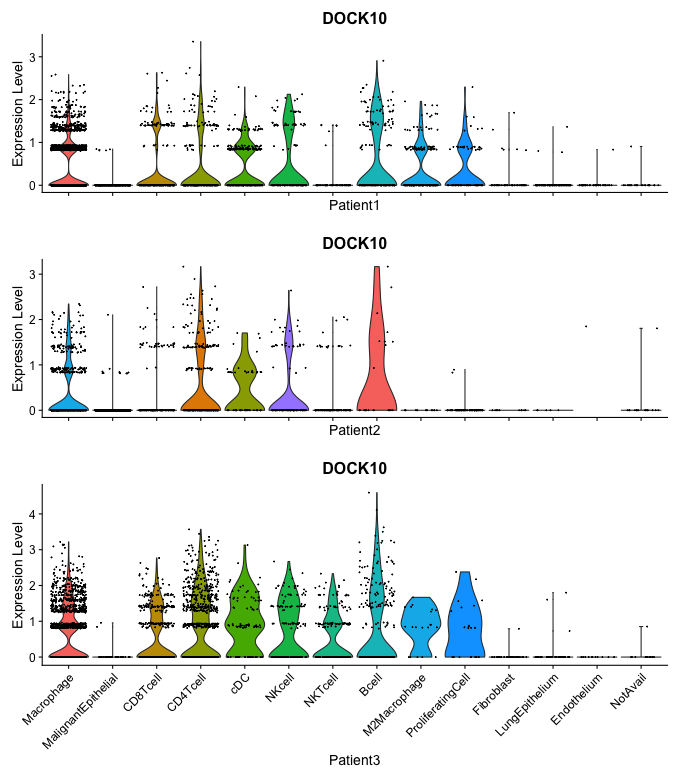 DOCK10
Expression Level
3
2
1
0
Patient1
DOCK10
Expression Level
3
2
1
0
Patient2
DOCK10
Expression Level
4
3
2
1
0
Macrophage
MalignantEpithelial
CD8Tcell
CD4Tcell
cDC
NKcell
NKTcell
Bcell
M2Macrophage
ProliferatingCell
Fibroblast
LungEpithelium
Endothelium
NotAvail
Patient3